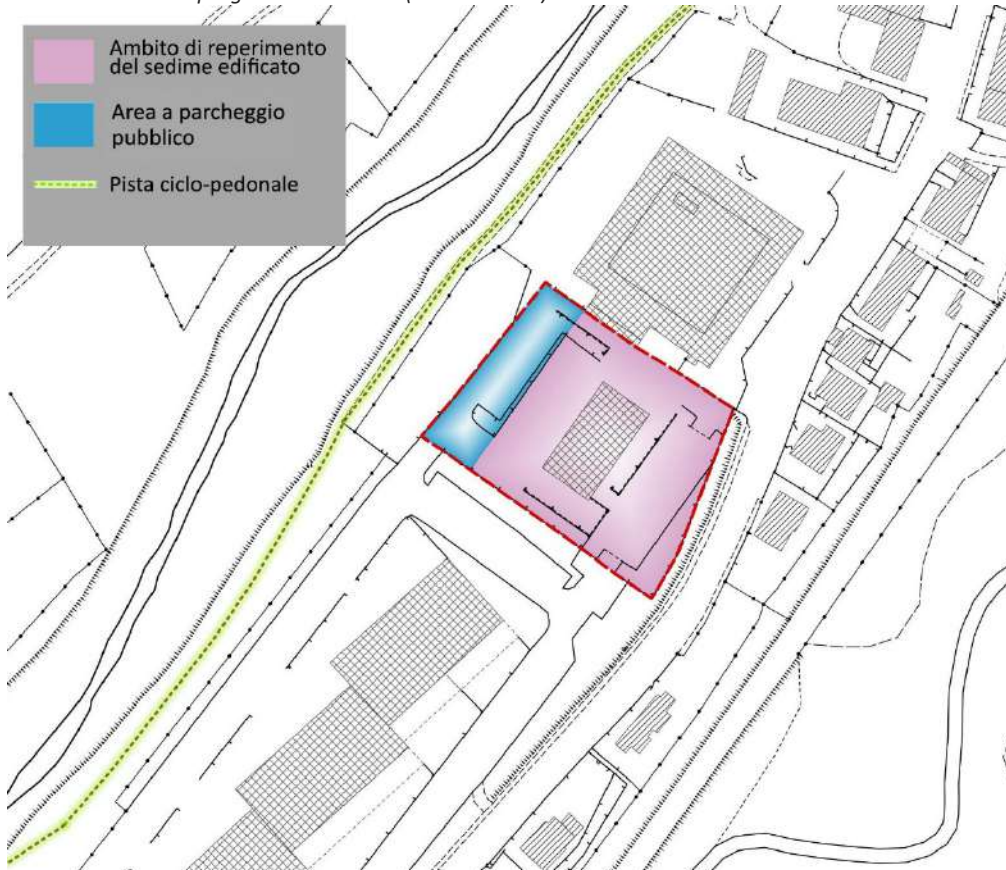 Ambito di reperimento
del sedime edificato
Area a parcheggio
pubblico
Pista ciclo-pedonale